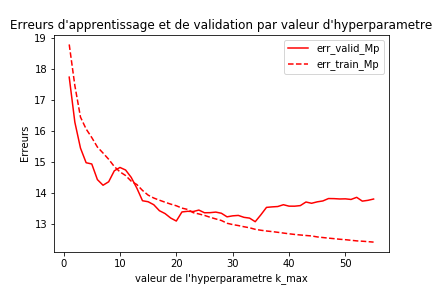 Erreurs d'apprentissage et de validation par valeur d'hyperparametre
19
18
17
16
15
14
13
Erreurs
err_valid_Mp
err_train_Mp
0 10 20 30 40 50
valeur de l'hyperparametre k_max